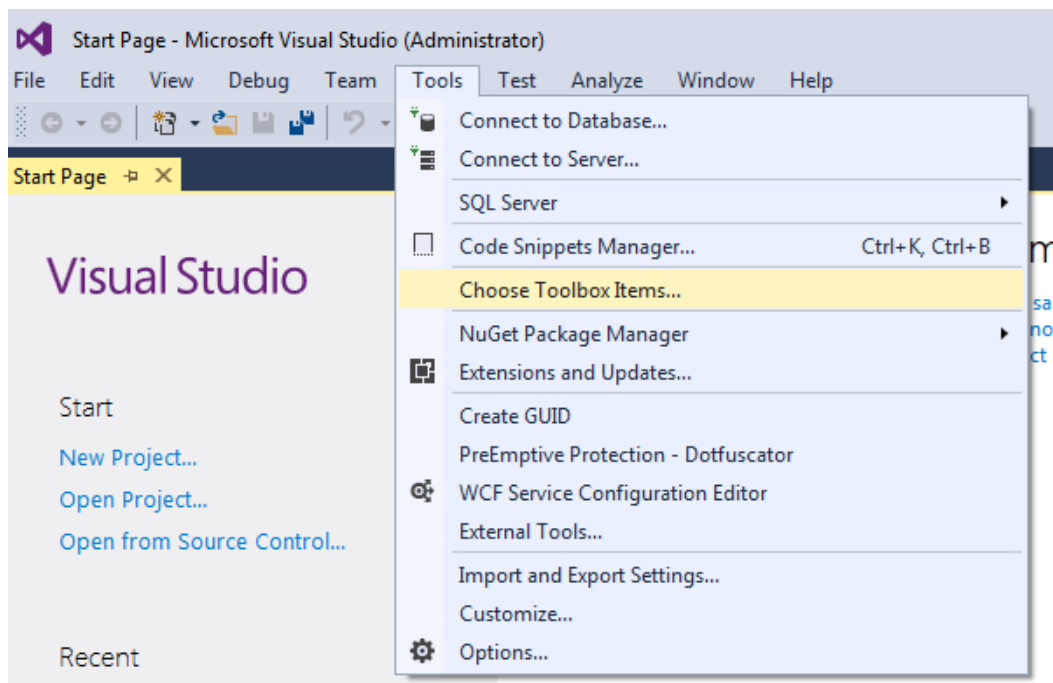 Start Page - Microsoft Visual Studio (Administrator)
File Edit View Debug Team Tools Test Analyze Window Help
Start Page
Connect to Database...
Connect to Server...
SQL Server
Code Snippets Manager... Ctrl+K, Ctrl+B
Choose Toolbox Items...
NuGet Package Manager
Extensions and Updates...
Create GUID
PreEmptive Protection - Dotfuscator
WCF Service Configuration Editor
External Tools...
Import and Export Settings...
Customize...
Options...
Visual Studio
Start
New Project...
Open Project...
Open from Source Control...
Recent